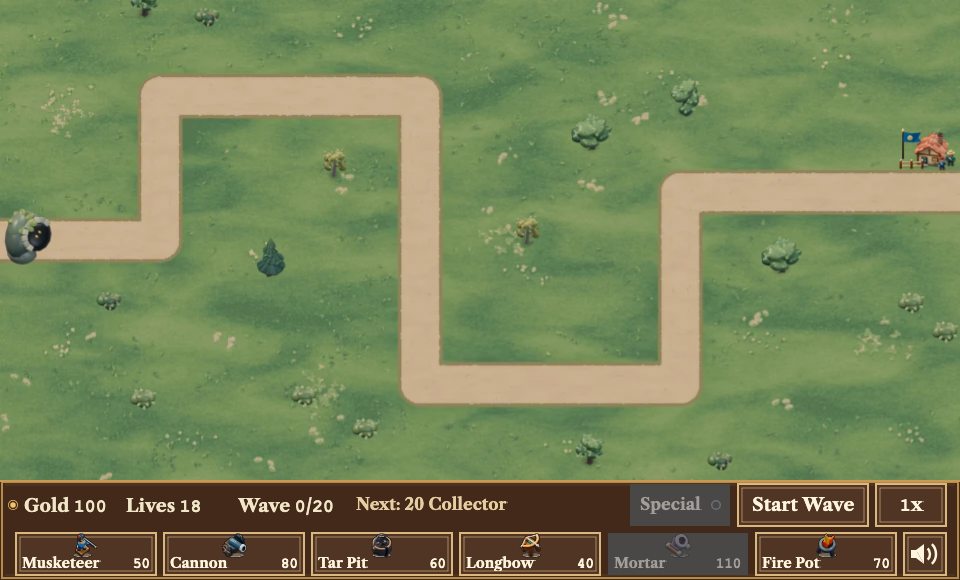 Gold 100 Lives 18 Wave 0/20 Next: 20 Collector Special Start Wave 1x
Musketeer 50 Cannon 80 Tar Pit 60 Longbow 40 Mortar 110 Fire Pot 70